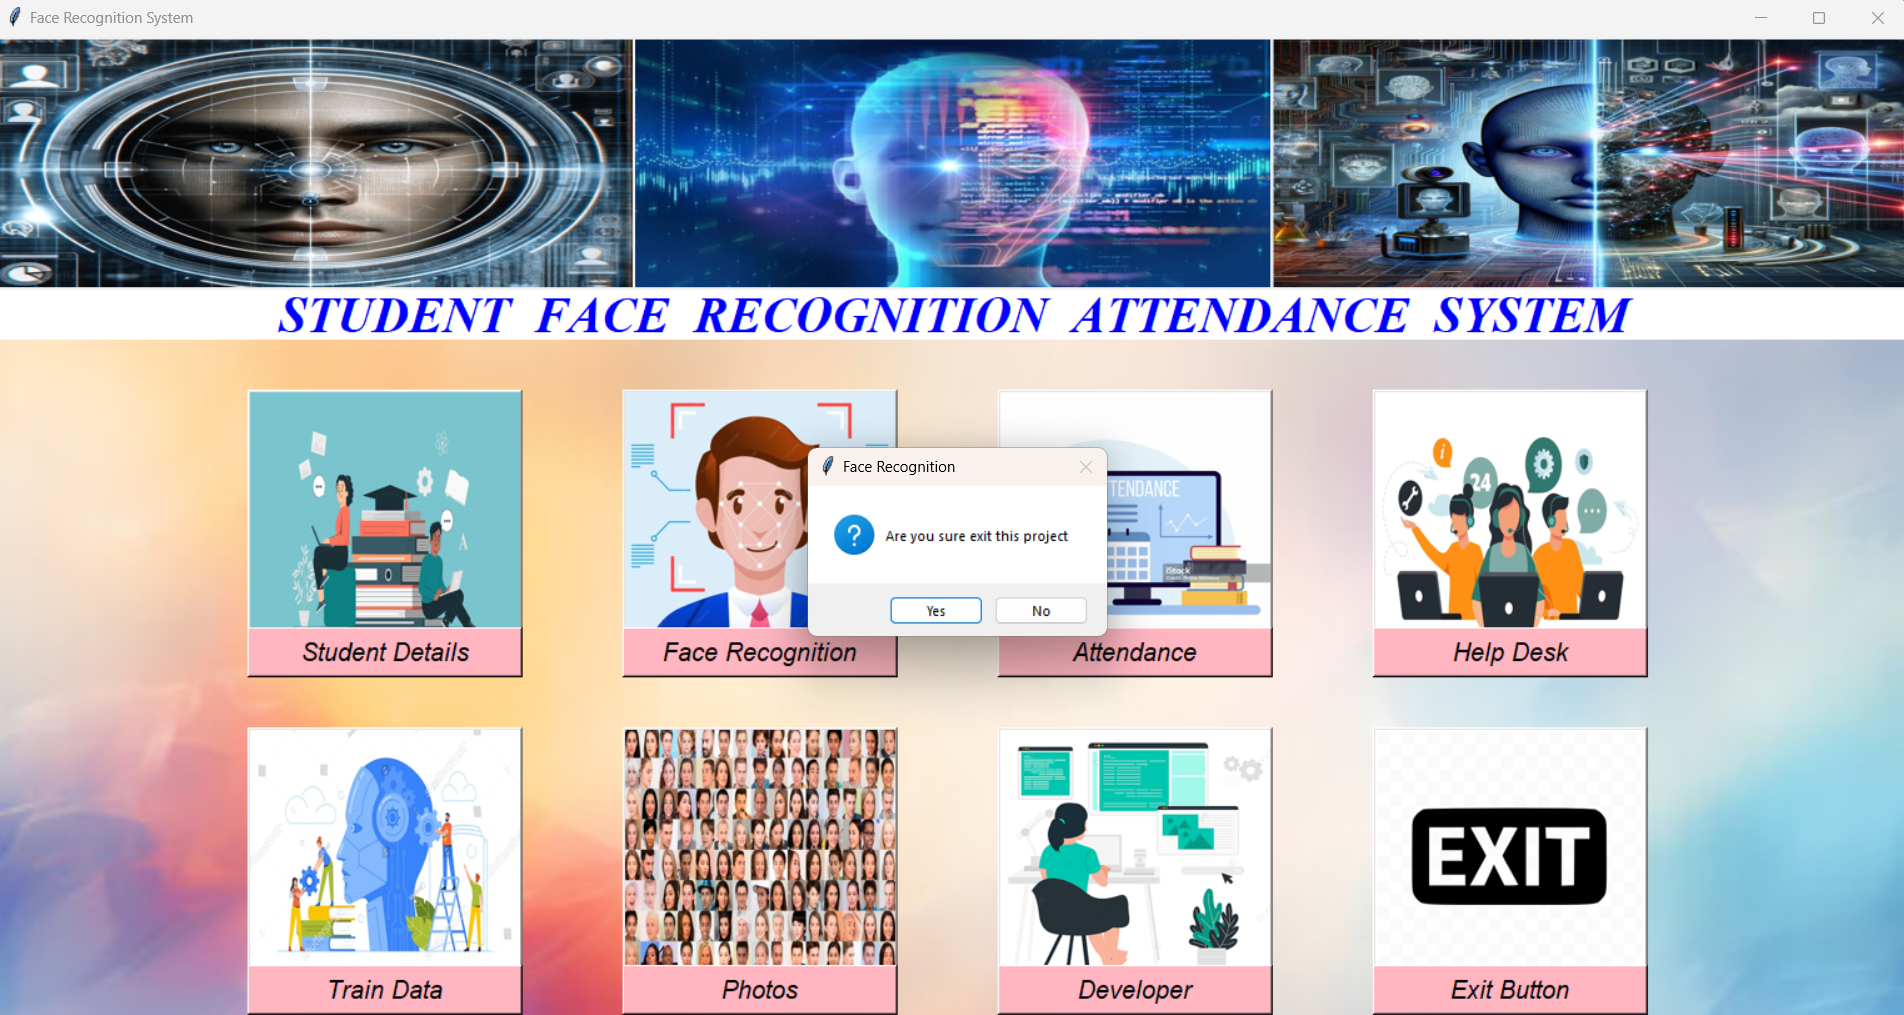 Face Recognition System
STUDENT FACE RECOGNITION ATTENDANCE SYSTEM
24
TENDANCE
iStock
Face Recognition
Are you sure exit this project
Yes
No
Student Details
Face Recognition
Attendance
Help Desk
EXIT
Train Data
Photos
Developer
Exit Button